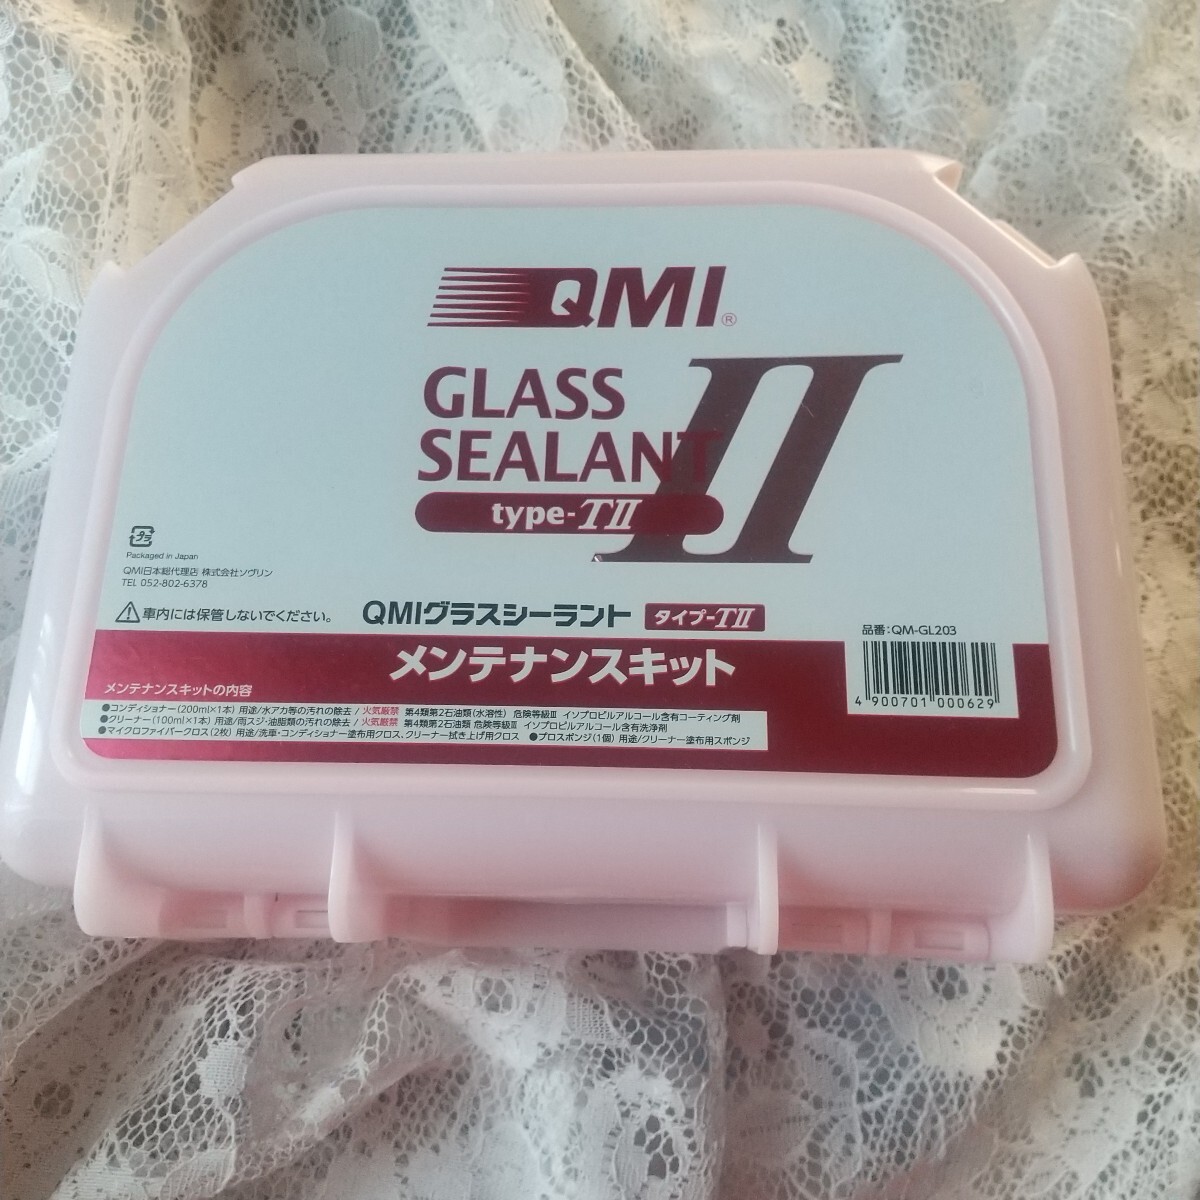 QMI®
GLASS
SEALANT II
type-TII
プラ
Packaged in Japan
QMI日本総代理店 株式会社ソヴリン
TEL 052-802-6378
⚠車内には保管しないでください。
QMIグラスシーラント タイプ-TII
品番:QM-GL203
4 900701 000629
メンテナンスキット
メンテナンスキットの内容
●コンディショナー(200ml×1本) 用途/水アカ等の汚れの除去 / 火気厳禁 第4類第2石油類(水溶性) 危険等級Ⅲ イソプロピルアルコール含有コーティング剤
●クリーナー(100ml×1本) 用途/雨スジ・油脂類の汚れの除去 / 火気厳禁 第4類第2石油類 危険等級Ⅲ イソプロピルアルコール含有洗浄剤
●マイクロファイバークロス(2枚) 用途/洗車・コンディショナー塗布用クロス、クリーナー拭き上げ用クロス ●プロスポンジ(1個) 用途/クリーナー塗布用スポンジ